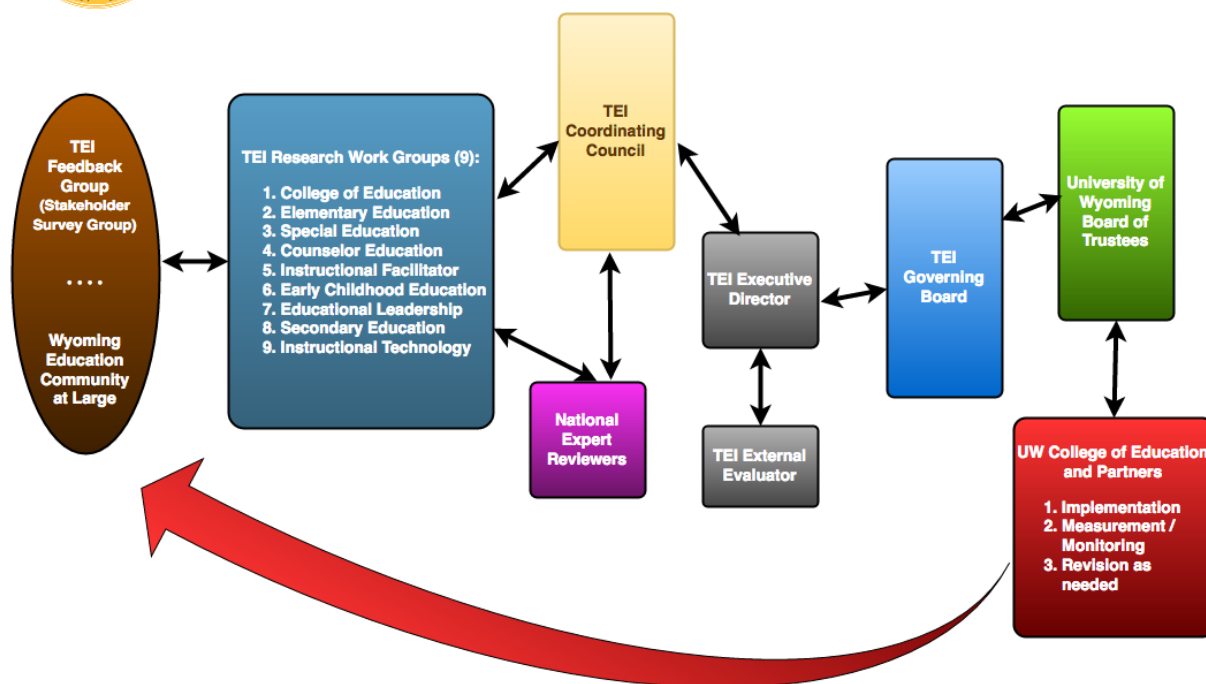 TEI
Feedback
Group
(Stakeholder
Survey Group)
....
Wyoming
Education
Community
at Large
TEI Research Work Groups (9):
1. College of Education
2. Elementary Education
3. Special Education
4. Counselor Education
5. Instructional Facilitator
6. Early Childhood Education
7. Educational Leadership
8. Secondary Education
9. Instructional Technology
TEI
Coordinating
Council
National
Expert
Reviewers
TEI Executive
Director
TEI External
Evaluator
TEI
Governing
Board
University of
Wyoming
Board of
Trustees
UW College of Education
and Partners
1. Implementation
2. Measurement /
Monitoring
3. Revision as
needed